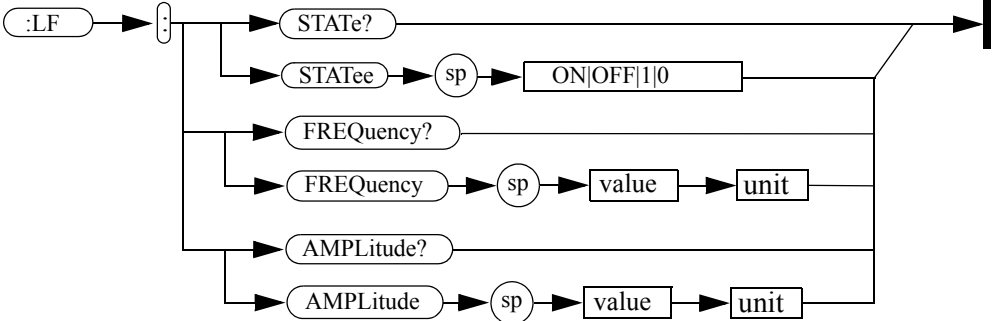 :LF : STATe?
STATee sp ON|OFF|1|0
FREQuency?
FREQuency sp value unit
AMPLitude?
AMPLitude sp value unit